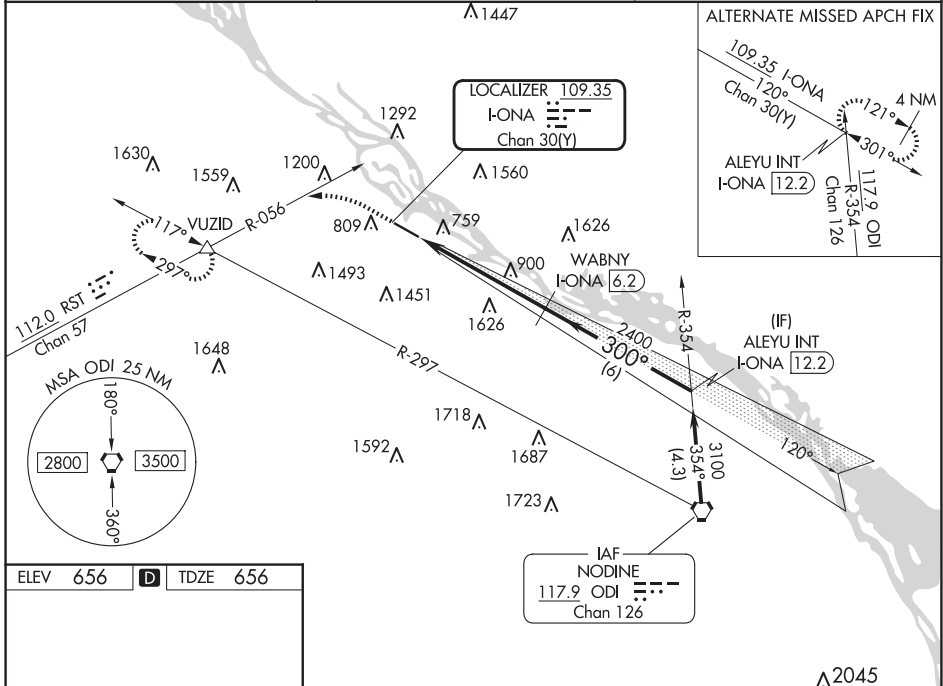 1447
ALTERNATE MISSED APCH FIX
109.35 I-ONA
120°
Chan 30(Y)
121°
4 NM
301°
ALEYU INT
I-ONA 12.2
R-354
117.9 ODI
Chan 126
LOCALIZER 109.35
I-ONA
Chan 30(Y)
1292
1630
1559
1200
1560
VUZID
R-056
809
759
1626
117°
297°
1493
900
WABNY
I-ONA 6.2
1451
1626
112.0 RST
Chan 57
1648
R-297
2400
300°
(6)
R-354
(IF)
ALEYU INT
I-ONA 12.2
MSA ODI 25 NM
180°
2800
3500
360°
1718
1592
1687
3100
354°
(4.3)
120°
1723
IAF
NODINE
117.9 ODI
Chan 126
ELEV 656 D TDZE 656
2045